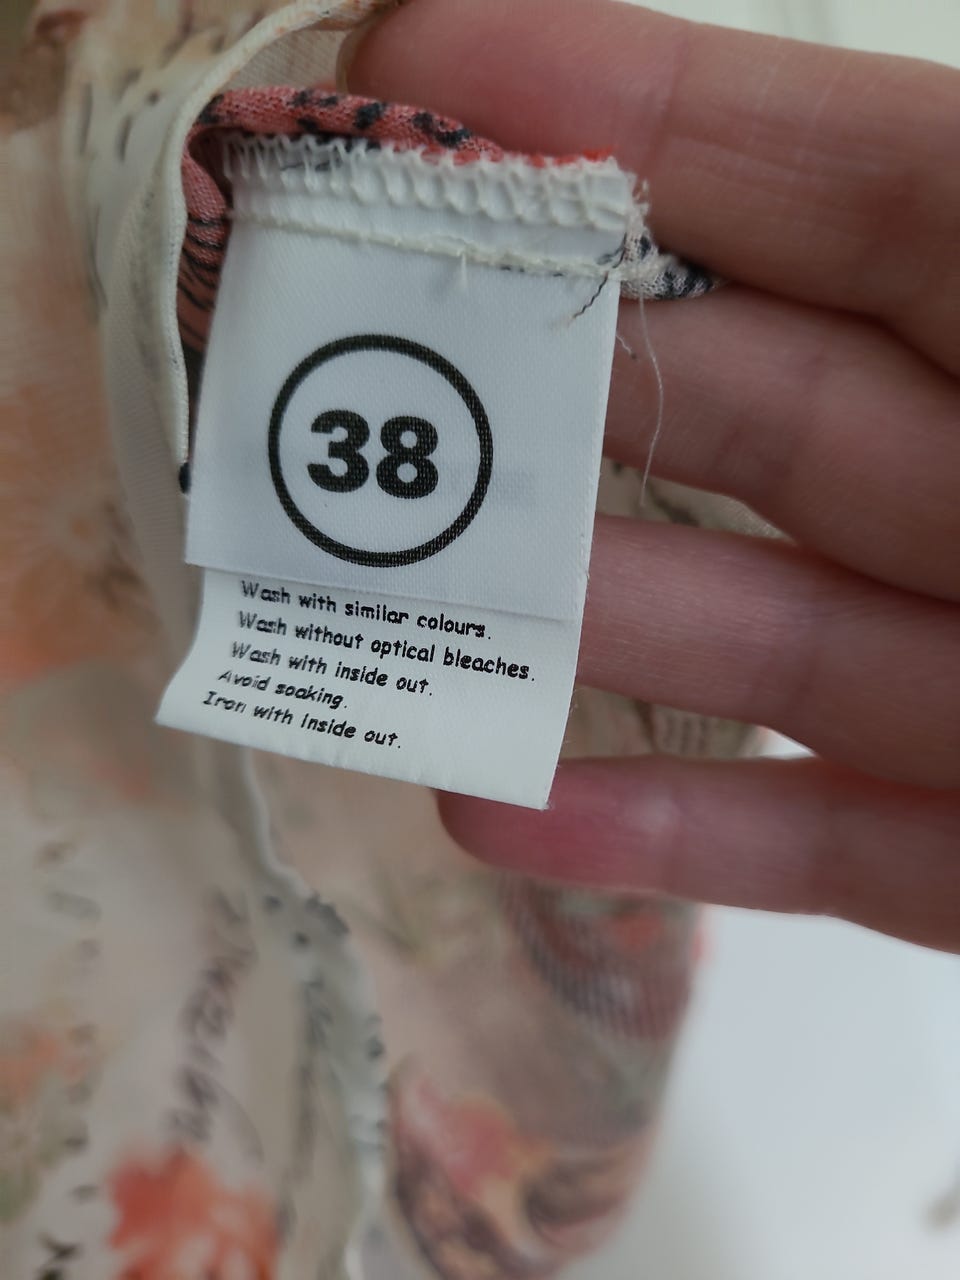 38
Wash with similar colours.
Wash without optical bleaches.
Wash with inside out.
Avoid soaking.
Iron with inside out.